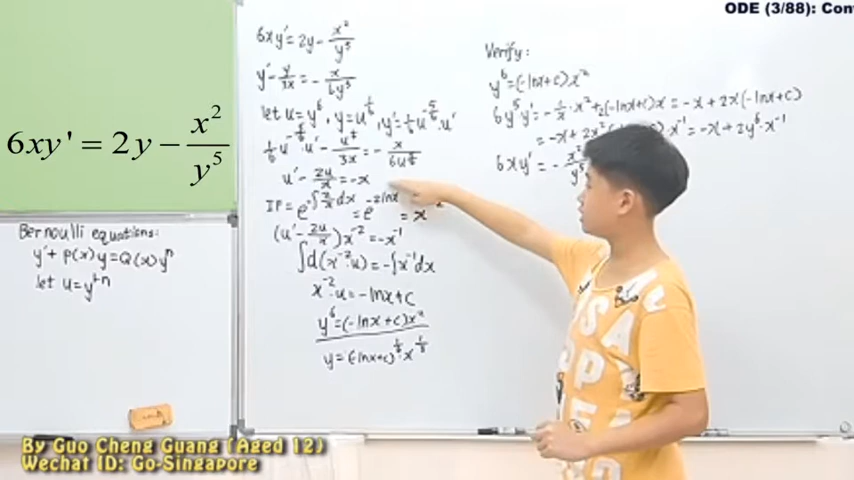 ODE (3/88): Con
6xy' = 2y - x²/y⁵
Bernoulli equations:
y' + P(x)y = Q(x)yⁿ
let u = y¹⁻ⁿ
6xy' = 2y - x²/y⁵
y' - y/3x = - x/6y⁵
let u = y⁶, y = u^(1/6), y' = 1/6 u^(-5/6) · u'
1/6 u^(-5/6) · u' - u^(1/6)/3x = - x/6u^(5/6)
u' - 2u/x = -x
IF = e^(-∫2/x dx) = e^(-2lnx) = x⁻²
(u' - 2u/x)x⁻² = -x⁻¹
∫d(x⁻²·u) = -∫x⁻¹dx
x⁻²·u = -lnx + c
y⁶ = (-lnx + c)x²
y = (-lnx+c)^(1/6) · x^(1/3)
Verify:
y⁶ = (-lnx + c)x²
6y⁵y' = -1/x · x² + 2(-lnx + c)x = -x + 2x(-lnx + c)
= -x + 2x² · x⁻¹ = -x + 2y⁶·x⁻¹
6xy' = - x²/y⁵
By Guo Cheng Guang (Aged 12)
Wechat ID: Go-Singapore